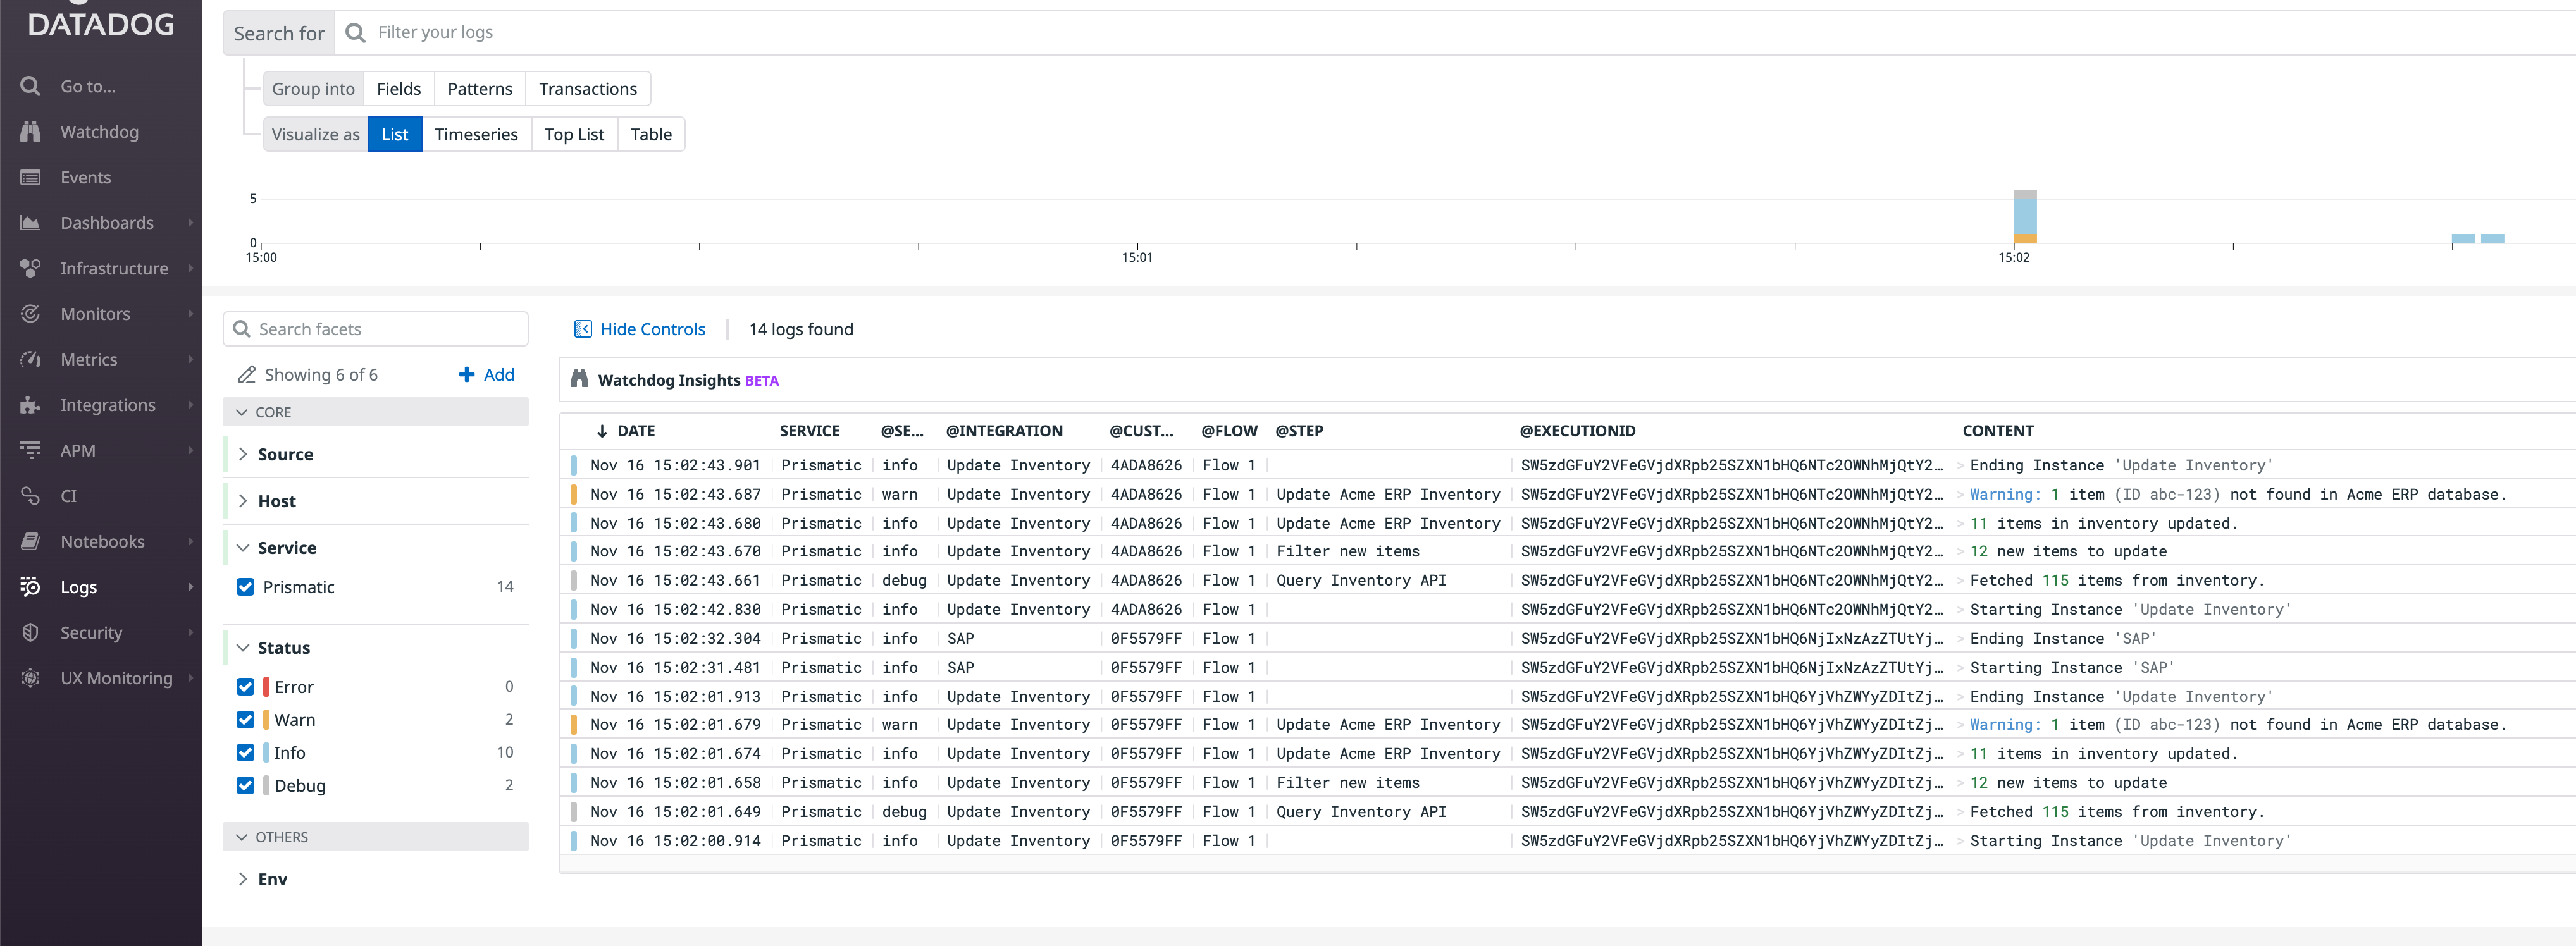 DATADOG
Go to...
Watchdog
Events
Dashboards
Infrastructure
Monitors
Metrics
Integrations
APM
CI
Notebooks
Logs
Security
UX Monitoring
Search for Filter your logs
Group into Fields Patterns Transactions
Visualize as List Timeseries Top List Table
5
0
15:00 15:01 15:02
Search facets
Showing 6 of 6 Add
CORE
Source
Host
Service
Prismatic 14
Status
Error 0
Warn 2
Info 10
Debug 2
OTHERS
Env
Hide Controls 14 logs found
Watchdog Insights BETA
DATE SERVICE @SE... @INTEGRATION @CUST... @FLOW @STEP @EXECUTIONID CONTENT
Nov 16 15:02:43.901 Prismatic info Update Inventory 4ADA8626 Flow 1 SW5zdGFuY2VFeGVjdXRpb25SZXN1bHQ6NTc2OWNhMjQtY2… > Ending Instance 'Update Inventory'
Nov 16 15:02:43.687 Prismatic warn Update Inventory 4ADA8626 Flow 1 Update Acme ERP Inventory SW5zdGFuY2VFeGVjdXRpb25SZXN1bHQ6NTc2OWNhMjQtY2… > Warning: 1 item (ID abc-123) not found in Acme ERP database.
Nov 16 15:02:43.680 Prismatic info Update Inventory 4ADA8626 Flow 1 Update Acme ERP Inventory SW5zdGFuY2VFeGVjdXRpb25SZXN1bHQ6NTc2OWNhMjQtY2… > 11 items in inventory updated.
Nov 16 15:02:43.670 Prismatic info Update Inventory 4ADA8626 Flow 1 Filter new items SW5zdGFuY2VFeGVjdXRpb25SZXN1bHQ6NTc2OWNhMjQtY2… > 12 new items to update
Nov 16 15:02:43.661 Prismatic debug Update Inventory 4ADA8626 Flow 1 Query Inventory API SW5zdGFuY2VFeGVjdXRpb25SZXN1bHQ6NTc2OWNhMjQtY2… > Fetched 115 items from inventory.
Nov 16 15:02:42.830 Prismatic info Update Inventory 4ADA8626 Flow 1 SW5zdGFuY2VFeGVjdXRpb25SZXN1bHQ6NTc2OWNhMjQtY2… > Starting Instance 'Update Inventory'
Nov 16 15:02:32.304 Prismatic info SAP 0F5579FF Flow 1 SW5zdGFuY2VFeGVjdXRpb25SZXN1bHQ6NjIxNzAzZTUtYj… > Ending Instance 'SAP'
Nov 16 15:02:31.481 Prismatic info SAP 0F5579FF Flow 1 SW5zdGFuY2VFeGVjdXRpb25SZXN1bHQ6NjIxNzAzZTUtYj… > Starting Instance 'SAP'
Nov 16 15:02:01.913 Prismatic info Update Inventory 0F5579FF Flow 1 SW5zdGFuY2VFeGVjdXRpb25SZXN1bHQ6YjVhZWYyZDItZj… > Ending Instance 'Update Inventory'
Nov 16 15:02:01.679 Prismatic warn Update Inventory 0F5579FF Flow 1 Update Acme ERP Inventory SW5zdGFuY2VFeGVjdXRpb25SZXN1bHQ6YjVhZWYyZDItZj… > Warning: 1 item (ID abc-123) not found in Acme ERP database.
Nov 16 15:02:01.674 Prismatic info Update Inventory 0F5579FF Flow 1 Update Acme ERP Inventory SW5zdGFuY2VFeGVjdXRpb25SZXN1bHQ6YjVhZWYyZDItZj… > 11 items in inventory updated.
Nov 16 15:02:01.658 Prismatic info Update Inventory 0F5579FF Flow 1 Filter new items SW5zdGFuY2VFeGVjdXRpb25SZXN1bHQ6YjVhZWYyZDItZj… > 12 new items to update
Nov 16 15:02:01.649 Prismatic debug Update Inventory 0F5579FF Flow 1 Query Inventory API SW5zdGFuY2VFeGVjdXRpb25SZXN1bHQ6YjVhZWYyZDItZj… > Fetched 115 items from inventory.
Nov 16 15:02:00.914 Prismatic info Update Inventory 0F5579FF Flow 1 SW5zdGFuY2VFeGVjdXRpb25SZXN1bHQ6YjVhZWYyZDItZj… > Starting Instance 'Update Inventory'